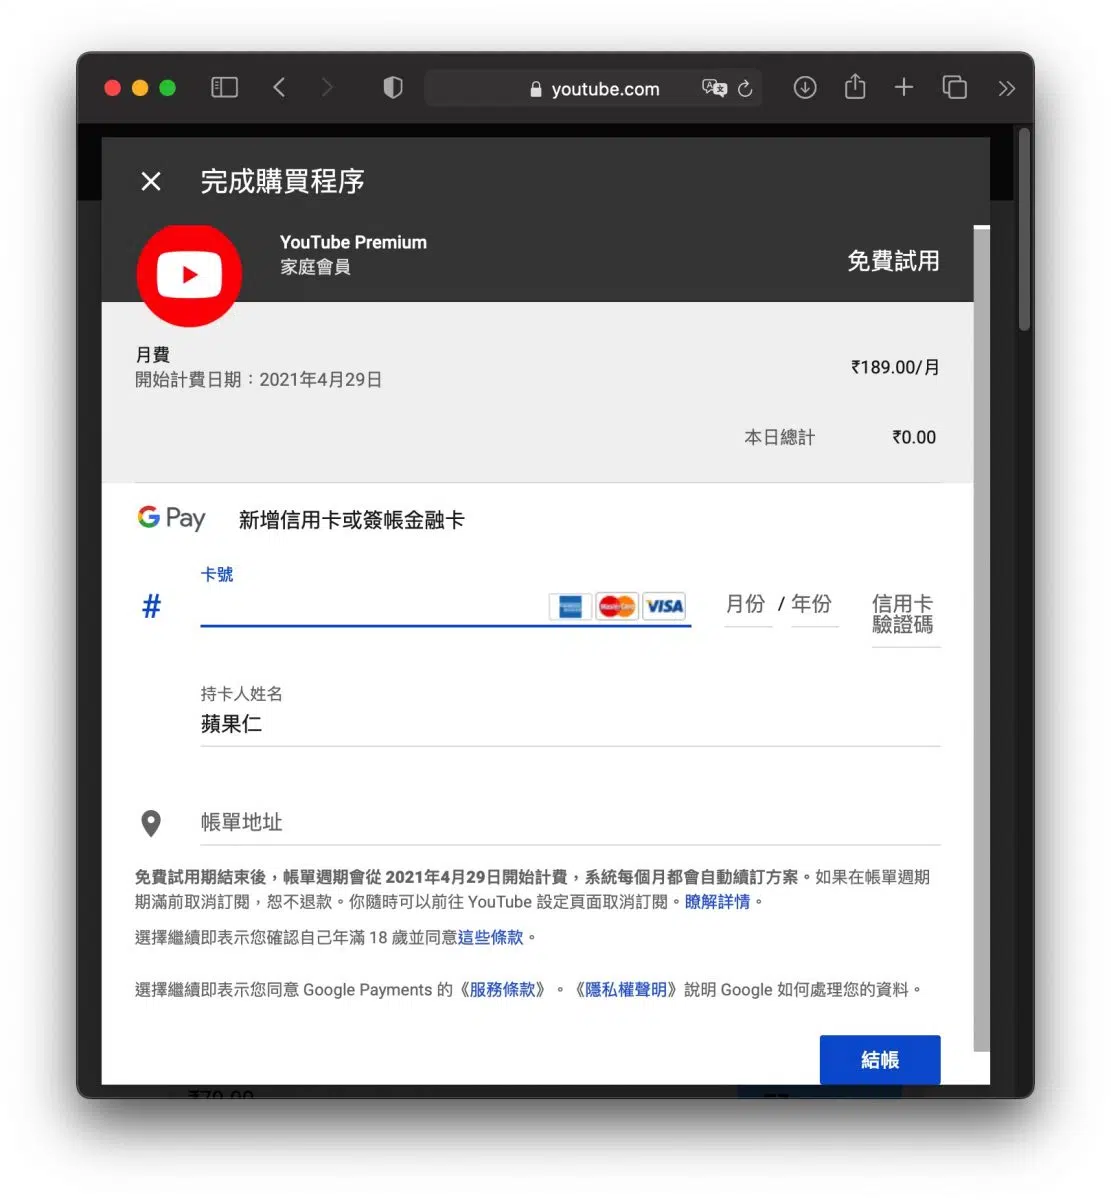 youtube.com
完成購買程序
YouTube Premium
家庭會員
免費試用
月費
開始計費日期：2021年4月29日
₹189.00/月
本日總計 ₹0.00
G Pay 新增信用卡或簽帳金融卡
卡號
# VISA 月份 / 年份 信用卡
驗證碼
持卡人姓名
蘋果仁
帳單地址
免費試用期結束後，帳單週期會從 2021年4月29日開始計費，系統每個月都會自動續訂方案。如果在帳單週期
期滿前取消訂閱，恕不退款。你隨時可以前往 YouTube 設定頁面取消訂閱。瞭解詳情。
選擇繼續即表示您確認自己年滿 18 歲並同意這些條款。
選擇繼續即表示您同意 Google Payments 的《服務條款》。《隱私權聲明》說明 Google 如何處理您的資料。
結帳